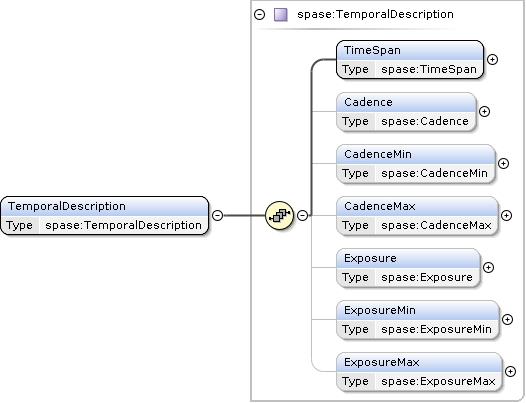 spase:TemporalDescription
TimeSpan
Type spase:TimeSpan
Cadence
Type spase:Cadence
CadenceMin
Type spase:CadenceMin
TemporalDescription
Type spase:TemporalDescription
CadenceMax
Type spase:CadenceMax
Exposure
Type spase:Exposure
ExposureMin
Type spase:ExposureMin
ExposureMax
Type spase:ExposureMax